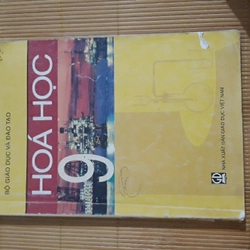 BỘ GIÁO DỤC VÀ ĐÀO TẠO
HOÁ HỌC
9
NHÀ XUẤT BẢN GIÁO DỤC VIỆT NAM